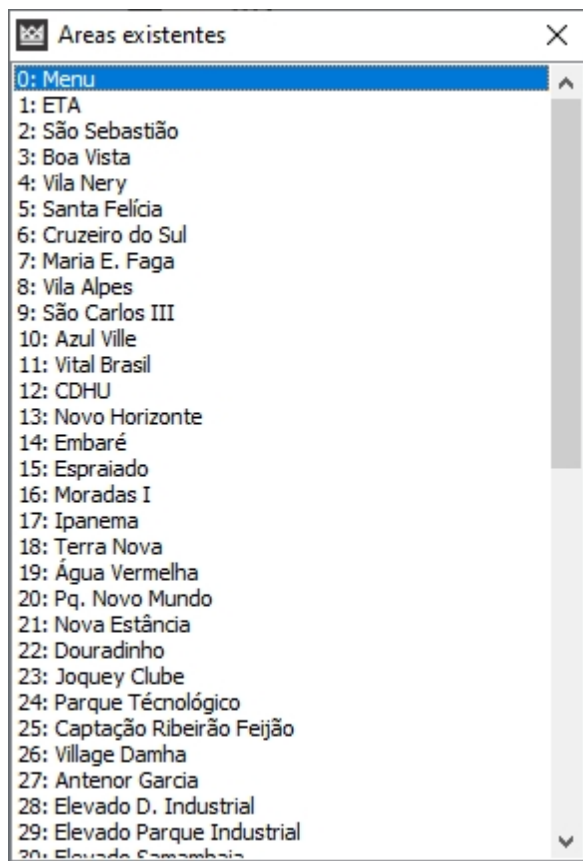 Areas existentes
0: Menu
1: ETA
2: São Sebastião
3: Boa Vista
4: Vila Nery
5: Santa Felícia
6: Cruzeiro do Sul
7: Maria E. Faga
8: Vila Alpes
9: São Carlos III
10: Azul Ville
11: Vital Brasil
12: CDHU
13: Novo Horizonte
14: Embaré
15: Espraiado
16: Moradas I
17: Ipanema
18: Terra Nova
19: Água Vermelha
20: Pq. Novo Mundo
21: Nova Estância
22: Douradinho
23: Joquey Clube
24: Parque Técnológico
25: Captação Ribeirão Feijão
26: Village Damha
27: Antenor Garcia
28: Elevado D. Industrial
29: Elevado Parque Industrial
30: Elevado Samambaia